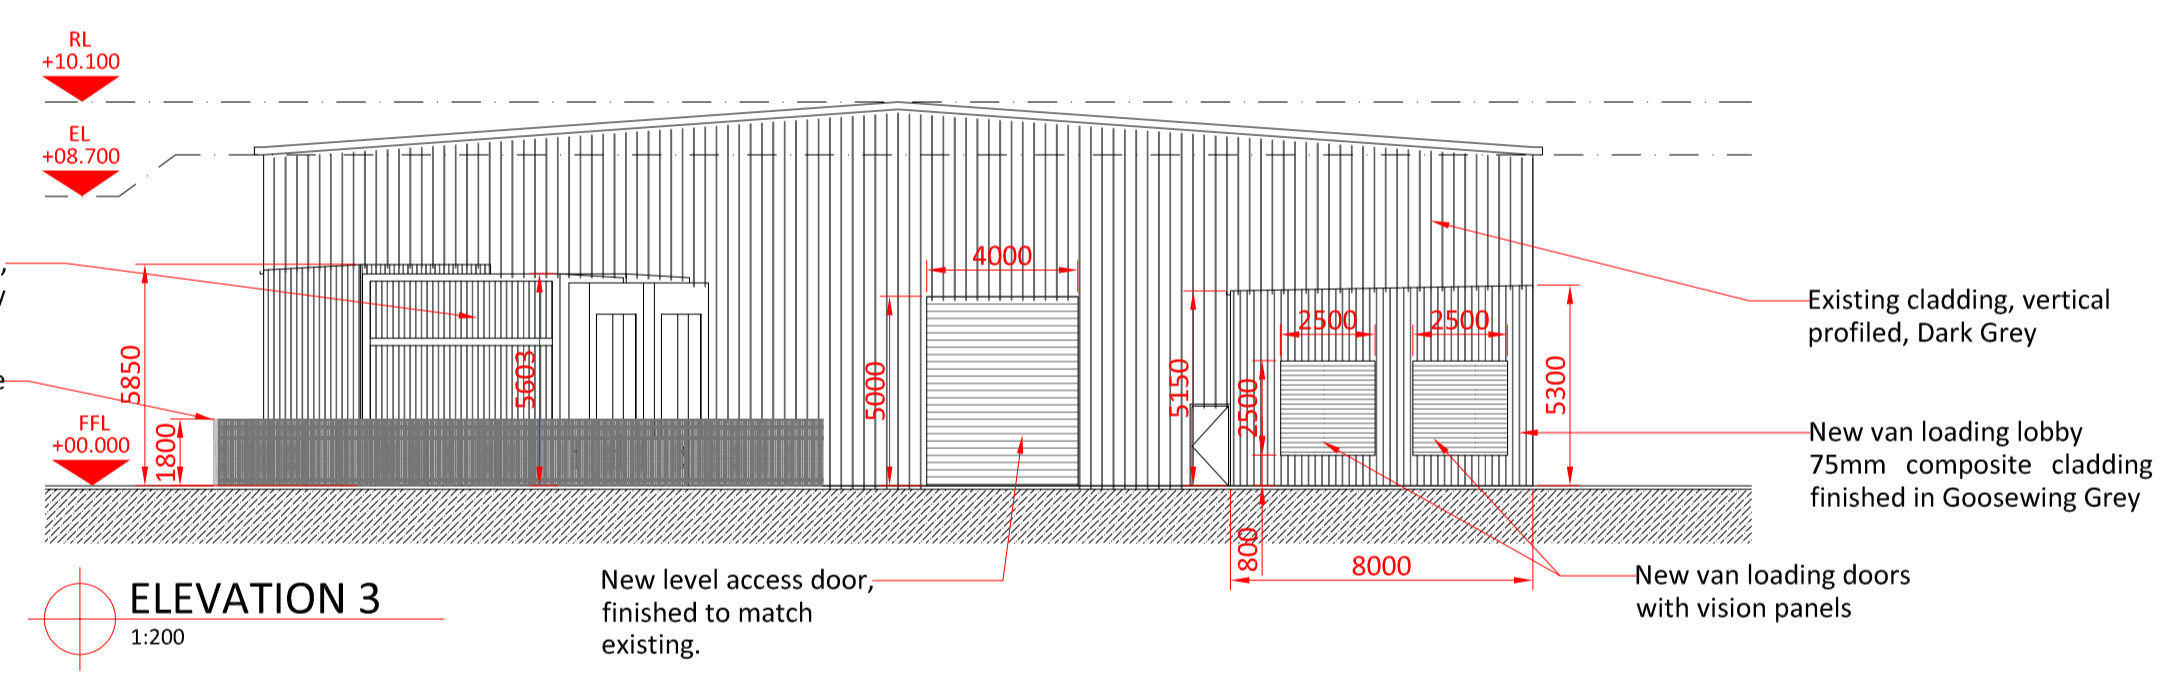 RL
+10.100
EL
+08.700
FFL
+00.000
5850
1800
5603
5000
4000
5150
2500
2500
2500
5300
800
8000
Existing cladding, vertical
profiled, Dark Grey
New van loading lobby
75mm composite cladding
finished in Goosewing Grey
New van loading doors
with vision panels
New level access door,
finished to match
existing.
ELEVATION 3
1:200